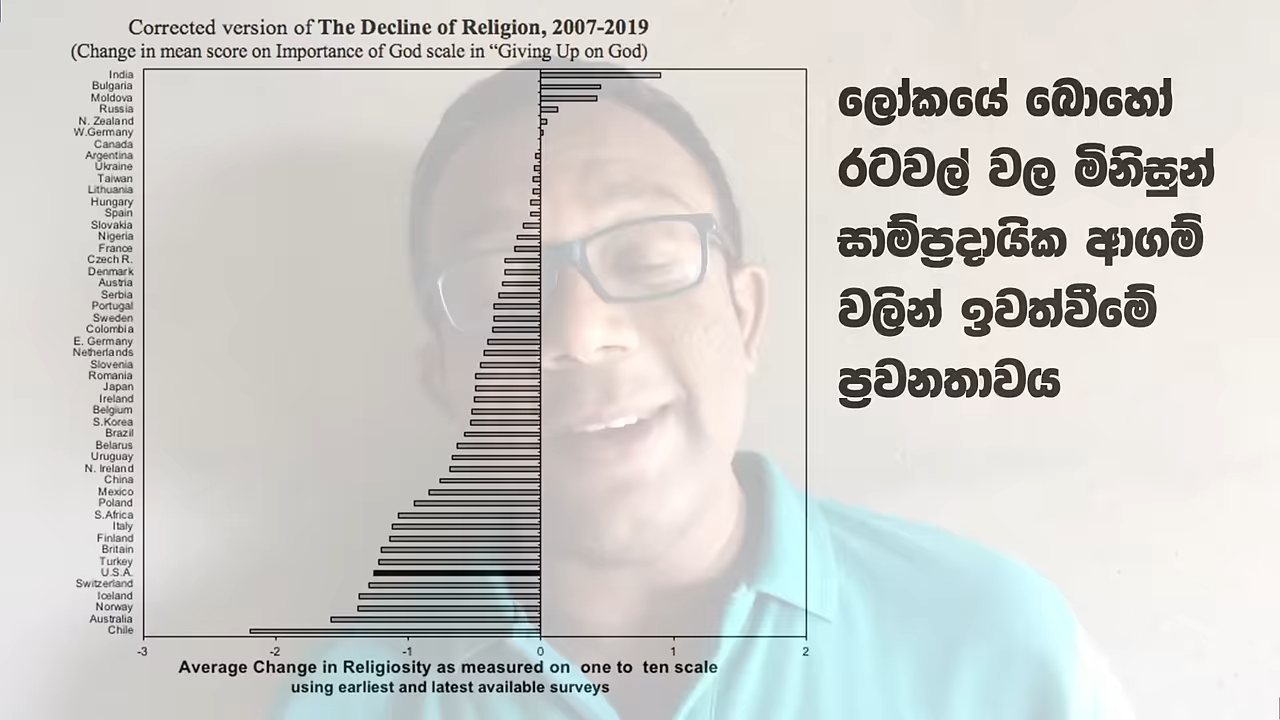 Corrected version of The Decline of Religion, 2007-2019
(Change in mean score on Importance of God scale in “Giving Up on God)
India
Bulgaria
Moldova
Russia
N. Zealand
W.Germany
Canada
Argentina
Ukraine
Taiwan
Lithuania
Hungary
Spain
Slovakia
Nigeria
France
Czech R.
Denmark
Austria
Serbia
Portugal
Sweden
Colombia
E. Germany
Netherlands
Slovenia
Romania
Japan
Ireland
Belgium
S.Korea
Brazil
Belarus
Uruguay
N. Ireland
China
Mexico
Poland
S.Africa
Italy
Finland
Britain
Turkey
U.S.A.
Switzerland
Iceland
Norway
Australia
Chile
-3 -2 -1 0 1 2
Average Change in Religiosity as measured on one to ten scale
using earliest and latest available surveys
ලෝකයේ බොහෝ
රටවල් වල මිනිසුන්
සාම්ප්‍රදායික ආගම්
වලින් ඉවත්වීමේ
ප්‍රවනතාවය